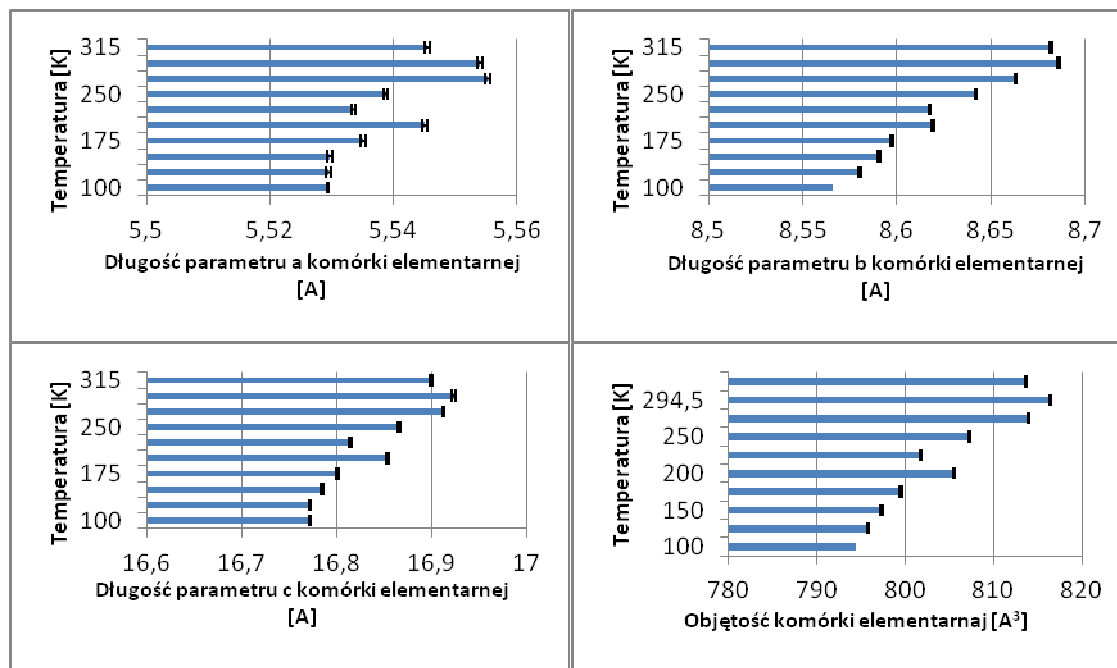 Temperatura [K]
315
250
175
100
5,5 5,52 5,54 5,56
Długość parametru a komórki elementarnej
[A]
Temperatura [K]
315
250
175
100
8,5 8,55 8,6 8,65 8,7
Długość parametru b komórki elementarnej
[A]
Temperatura [K]
315
250
175
100
16,6 16,7 16,8 16,9 17
Długość parametru c komórki elementarnej
[A]
Temperatura [K]
294,5
250
200
150
100
780 790 800 810 820
Objętość komórki elementarnaj [A³]